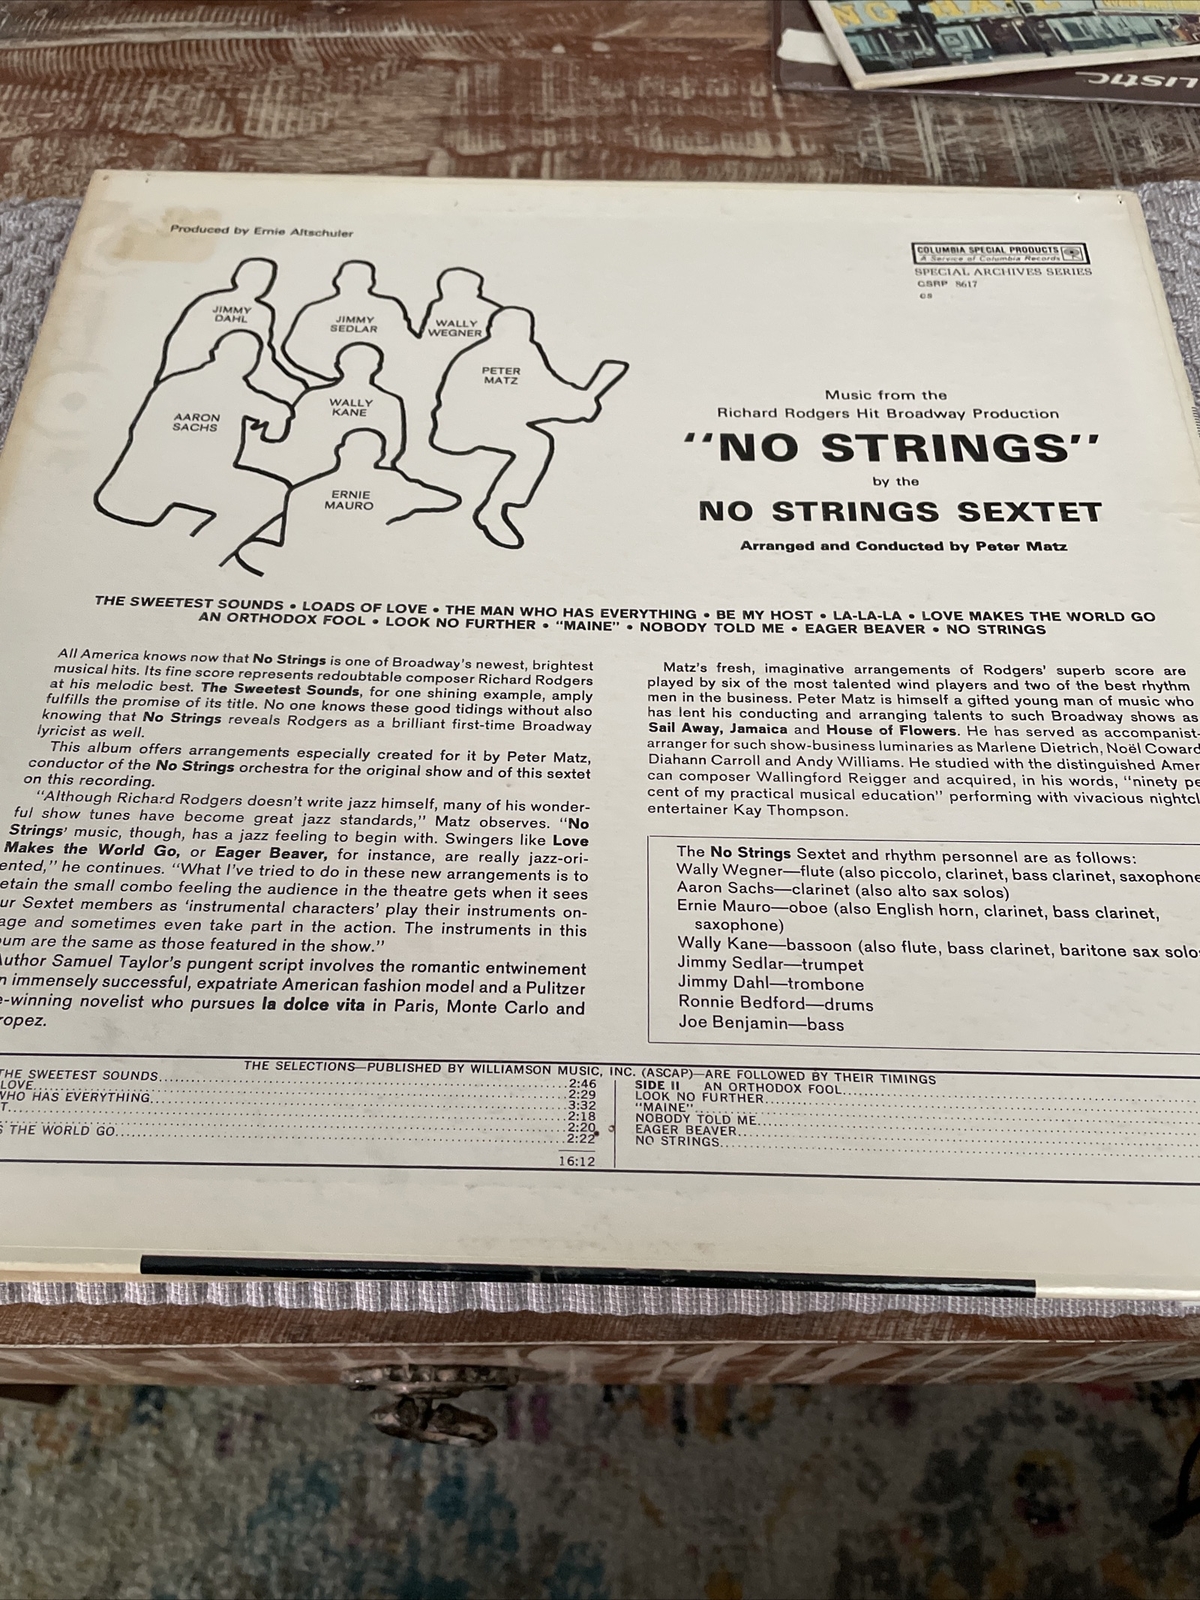 NG HALL
LISTIC
Produced by Ernie Altschuler
COLUMBIA SPECIAL PRODUCTS
A Service of Columbia Records
SPECIAL ARCHIVES SERIES
CSRP 8617
CS
JIMMY
DAHL
JIMMY
SEDLAR
WALLY
WEGNER
PETER
MATZ
AARON
SACHS
WALLY
KANE
ERNIE
MAURO
Music from the
Richard Rodgers Hit Broadway Production
"NO STRINGS"
by the
NO STRINGS SEXTET
Arranged and Conducted by Peter Matz
THE SWEETEST SOUNDS • LOADS OF LOVE • THE MAN WHO HAS EVERYTHING • BE MY HOST • LA-LA-LA • LOVE MAKES THE WORLD GO
AN ORTHODOX FOOL • LOOK NO FURTHER • "MAINE" • NOBODY TOLD ME • EAGER BEAVER • NO STRINGS
All America knows now that No Strings is one of Broadway's newest, brightest
musical hits. Its fine score represents redoubtable composer Richard Rodgers
at his melodic best. The Sweetest Sounds, for one shining example, amply
fulfills the promise of its title. No one knows these good tidings without also
knowing that No Strings reveals Rodgers as a brilliant first-time Broadway
lyricist as well.
This album offers arrangements especially created for it by Peter Matz,
conductor of the No Strings orchestra for the original show and of this sextet
on this recording.
"Although Richard Rodgers doesn't write jazz himself, many of his wonder-
ful show tunes have become great jazz standards," Matz observes. "No
Strings' music, though, has a jazz feeling to begin with. Swingers like Love
Makes the World Go, or Eager Beaver, for instance, are really jazz-ori-
ented," he continues. "What I've tried to do in these new arrangements is to
etain the small combo feeling the audience in the theatre gets when it sees
ur Sextet members as 'instrumental characters' play their instruments on-
age and sometimes even take part in the action. The instruments in this
um are the same as those featured in the show."
uthor Samuel Taylor's pungent script involves the romantic entwinement
n immensely successful, expatriate American fashion model and a Pulitzer
e-winning novelist who pursues la dolce vita in Paris, Monte Carlo and
ropez.
Matz's fresh, imaginative arrangements of Rodgers' superb score are
played by six of the most talented wind players and two of the best rhythm
men in the business. Peter Matz is himself a gifted young man of music who
has lent his conducting and arranging talents to such Broadway shows as
Sail Away, Jamaica and House of Flowers. He has served as accompanist-
arranger for such show-business luminaries as Marlene Dietrich, Noël Coward
Diahann Carroll and Andy Williams. He studied with the distinguished Amer
can composer Wallingford Reigger and acquired, in his words, "ninety pe
cent of my practical musical education" performing with vivacious nightcl
entertainer Kay Thompson.
The No Strings Sextet and rhythm personnel are as follows:
Wally Wegner—flute (also piccolo, clarinet, bass clarinet, saxophone
Aaron Sachs—clarinet (also alto sax solos)
Ernie Mauro—oboe (also English horn, clarinet, bass clarinet,
saxophone)
Wally Kane—bassoon (also flute, bass clarinet, baritone sax solo
Jimmy Sedlar—trumpet
Jimmy Dahl—trombone
Ronnie Bedford—drums
Joe Benjamin—bass
THE SELECTIONS—PUBLISHED BY WILLIAMSON MUSIC, INC. (ASCAP)—ARE FOLLOWED BY THEIR TIMINGS
THE SWEETEST SOUNDS 2:46
LOVE 2:29
WHO HAS EVERYTHING 3:32
T 2:18
2:20
S THE WORLD GO 2:22
16:12
SIDE II AN ORTHODOX FOOL
LOOK NO FURTHER
"MAINE"
NOBODY TOLD ME
EAGER BEAVER
NO STRINGS